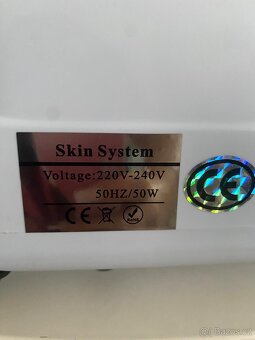 Skin System
Voltage:220V-240V
50HZ/50W
CE
CE